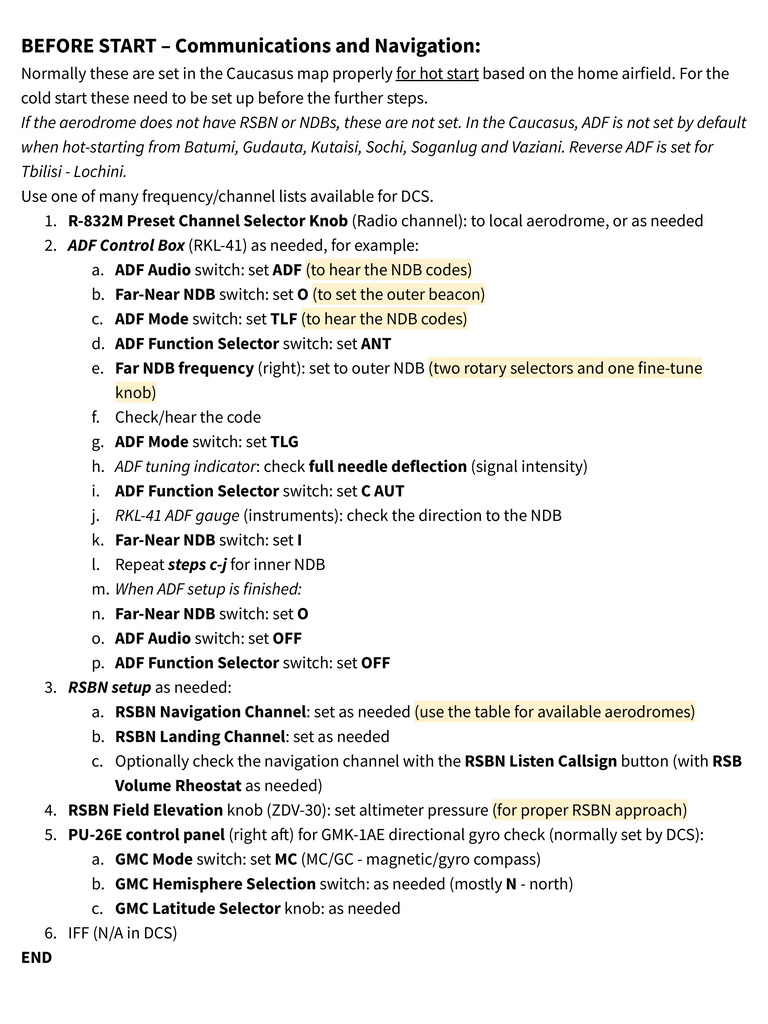 BEFORE START – Communications and Navigation:
Normally these are set in the Caucasus map properly for hot start based on the home airfield. For the
cold start these need to be set up before the further steps.
If the aerodrome does not have RSBN or NDBs, these are not set. In the Caucasus, ADF is not set by default
when hot-starting from Batumi, Gudauta, Kutaisi, Sochi, Soganlug and Vaziani. Reverse ADF is set for
Tbilisi - Lochini.
Use one of many frequency/channel lists available for DCS.
1. R-832M Preset Channel Selector Knob (Radio channel): to local aerodrome, or as needed
2. ADF Control Box (RKL-41) as needed, for example:
a. ADF Audio switch: set ADF (to hear the NDB codes)
b. Far-Near NDB switch: set O (to set the outer beacon)
c. ADF Mode switch: set TLF (to hear the NDB codes)
d. ADF Function Selector switch: set ANT
e. Far NDB frequency (right): set to outer NDB (two rotary selectors and one fine-tune
knob)
f. Check/hear the code
g. ADF Mode switch: set TLG
h. ADF tuning indicator: check full needle deflection (signal intensity)
i. ADF Function Selector switch: set C AUT
j. RKL-41 ADF gauge (instruments): check the direction to the NDB
k. Far-Near NDB switch: set I
l. Repeat steps c-j for inner NDB
m. When ADF setup is finished:
n. Far-Near NDB switch: set O
o. ADF Audio switch: set OFF
p. ADF Function Selector switch: set OFF
3. RSBN setup as needed:
a. RSBN Navigation Channel: set as needed (use the table for available aerodromes)
b. RSBN Landing Channel: set as needed
c. Optionally check the navigation channel with the RSBN Listen Callsign button (with RSB
Volume Rheostat as needed)
4. RSBN Field Elevation knob (ZDV-30): set altimeter pressure (for proper RSBN approach)
5. PU-26E control panel (right aft) for GMK-1AE directional gyro check (normally set by DCS):
a. GMC Mode switch: set MC (MC/GC - magnetic/gyro compass)
b. GMC Hemisphere Selection switch: as needed (mostly N - north)
c. GMC Latitude Selector knob: as needed
6. IFF (N/A in DCS)
END